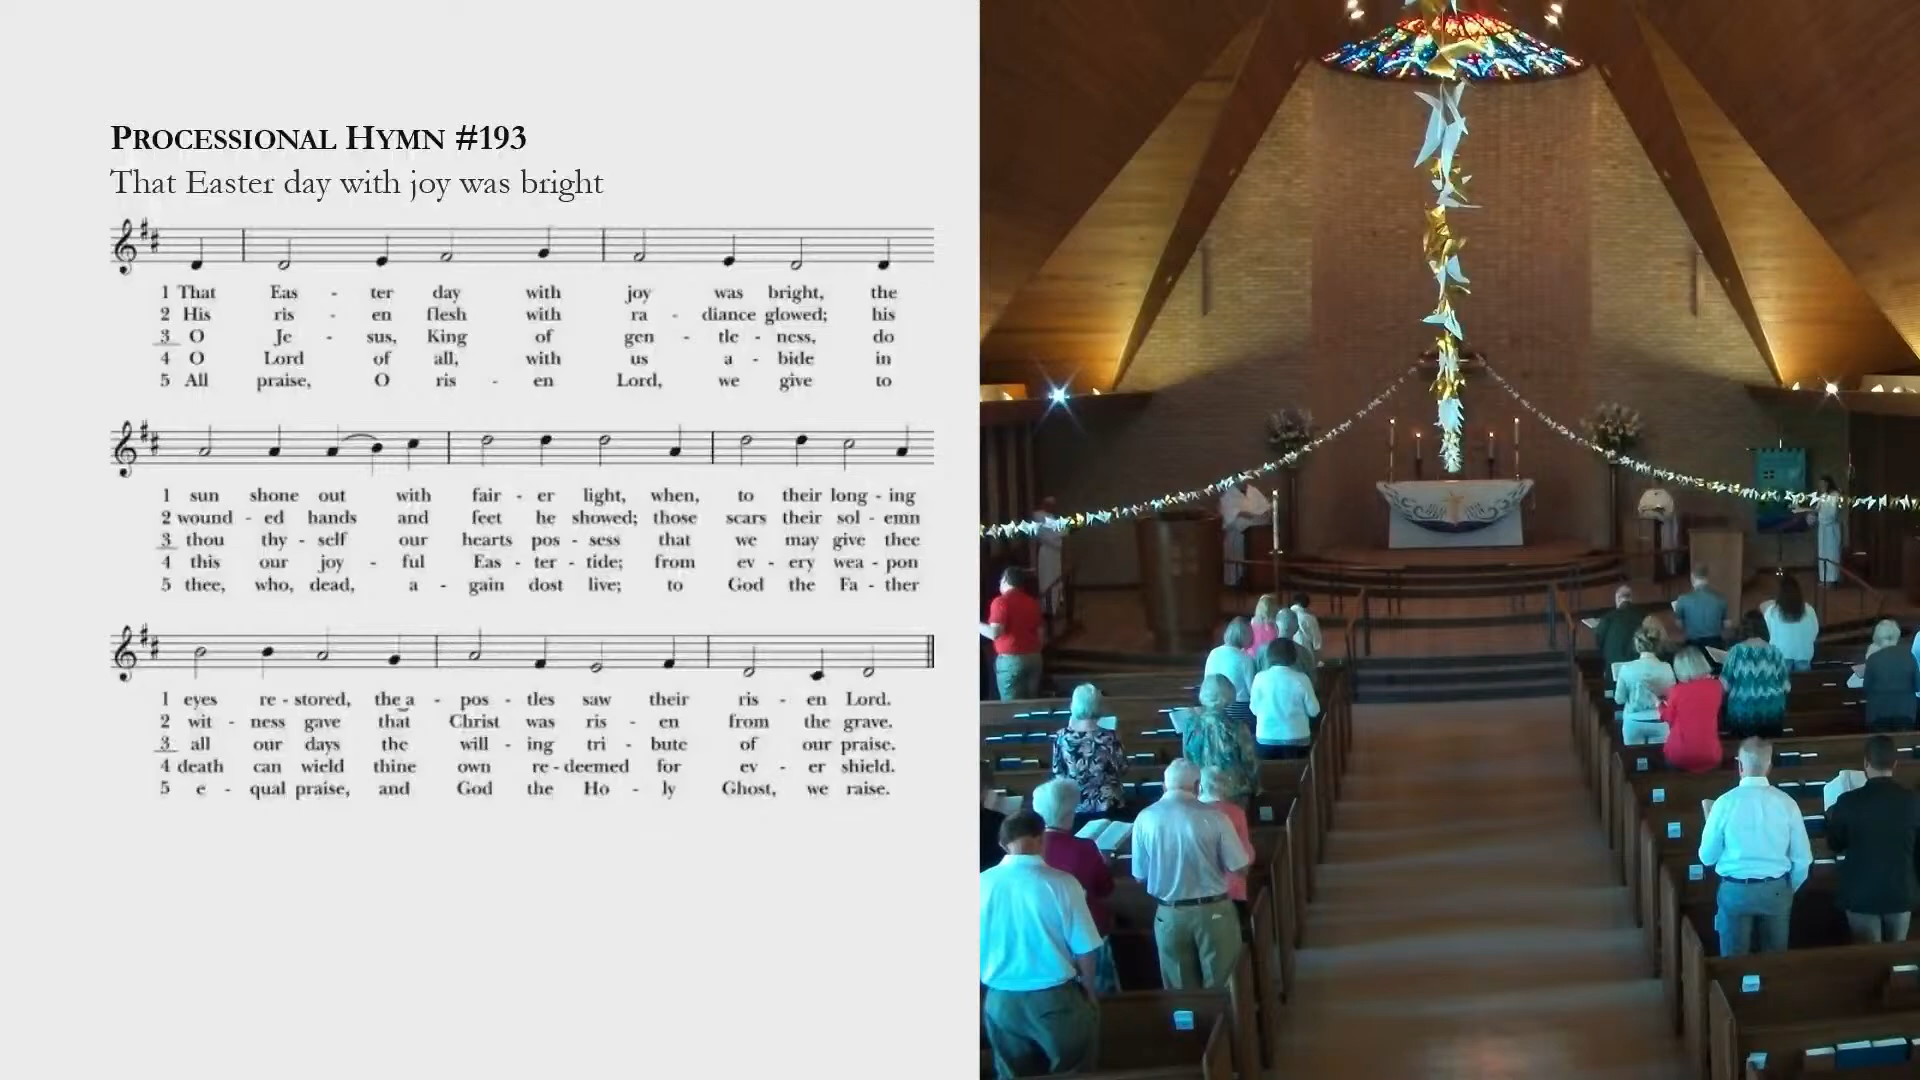 PROCESSIONAL HYMN #193
That Easter day with joy was bright
1 That Eas - ter day with joy was bright, the
2 His ris - en flesh with ra - diance glowed; his
3 O Je - sus, King of gen - tle - ness, do
4 O Lord of all, with us a - bide in
5 All praise, O ris - en Lord, we give to
1 sun shone out with fair - er light, when, to their long - ing
2 wound - ed hands and feet he showed; those scars their sol - emn
3 thou thy - self our hearts pos - sess that we may give thee
4 this our joy - ful Eas - ter - tide; from ev - ery wea - pon
5 thee, who, dead, a - gain dost live; to God the Fa - ther
1 eyes re - stored, the a - pos - tles saw their ris - en Lord.
2 wit - ness gave that Christ was ris - en from the grave.
3 all our days the will - ing tri - bute of our praise.
4 death can wield thine own re - deemed for ev - er shield.
5 e - qual praise, and God the Ho - ly Ghost, we raise.